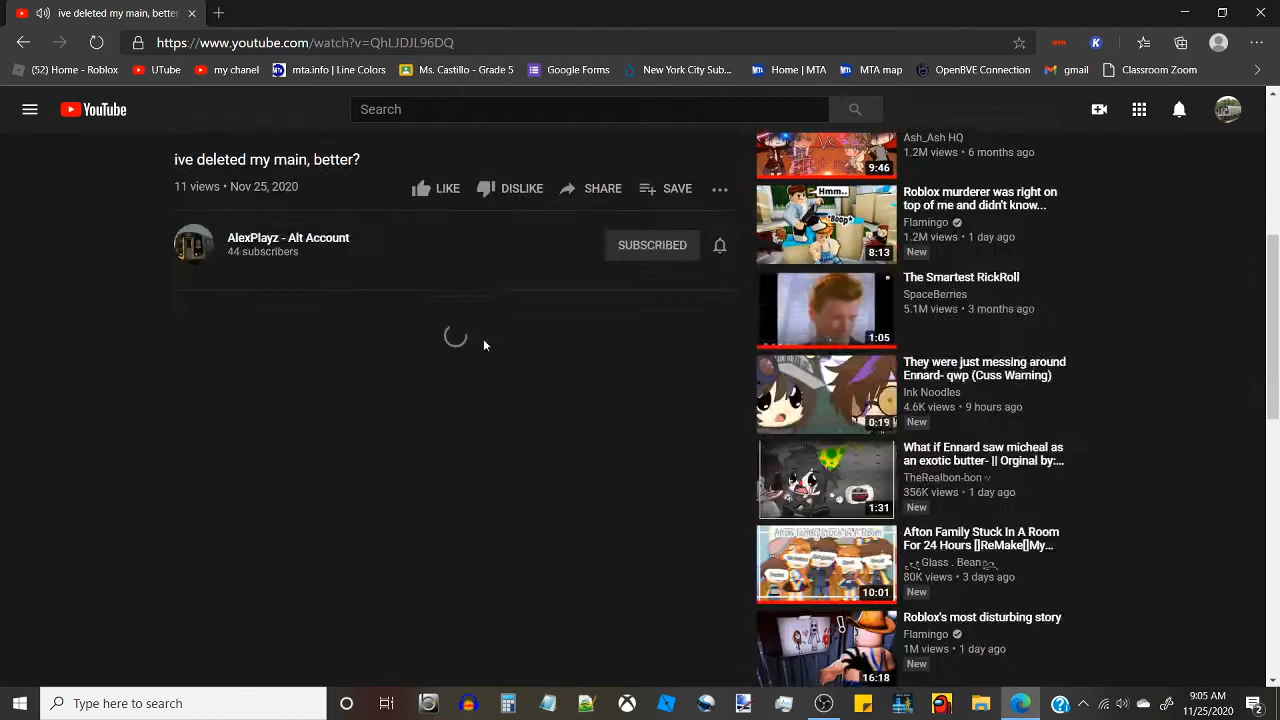 ive deleted my main, better
https://www.youtube.com/watch?v=QhLJDJL96DQ
(52) Home - Roblox
UTube
my chanel
mta.info | Line Colors
Ms. Castillo - Grade 5
Google Forms
New York City Sub...
Home | MTA
MTA map
OpenBVE Connection
gmail
Classroom Zoom
YouTube
Search
ive deleted my main, better?
11 views • Nov 25, 2020
LIKE
DISLIKE
SHARE
SAVE
AlexPlayz - Alt Account
44 subscribers
SUBSCRIBED
Vs
9:46
Ash_Ash HQ
1.2M views • 6 months ago
Hmm..
*BOOP*
8:13
Roblox murderer was right on
top of me and didn't know...
Flamingo
1.2M views • 1 day ago
New
1:05
The Smartest RickRoll
SpaceBerries
5.1M views • 3 months ago
0:19
They were just messing around
Ennard- qwp (Cuss Warning)
Ink Noodles
4.6K views • 9 hours ago
New
1:31
What if Ennard saw micheal as
an exotic butter- || Orginal by:...
TheRealbon-bon
356K views • 1 day ago
New
Afton Family Stuck In A Room
10:01
Afton Family Stuck In A Room
For 24 Hours []ReMake[]My...
Glass . Bean
80K views • 3 days ago
New
16:18
Roblox's most disturbing story
Flamingo
1M views • 1 day ago
New
Type here to search
9:05 AM
11/25/2020
2